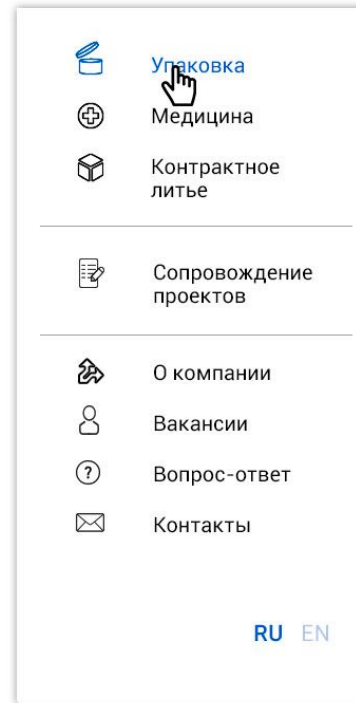 Упаковка
Медицина
Контрактное
литье
Сопровождение
проектов
О компании
Вакансии
Вопрос-ответ
Контакты
RU EN